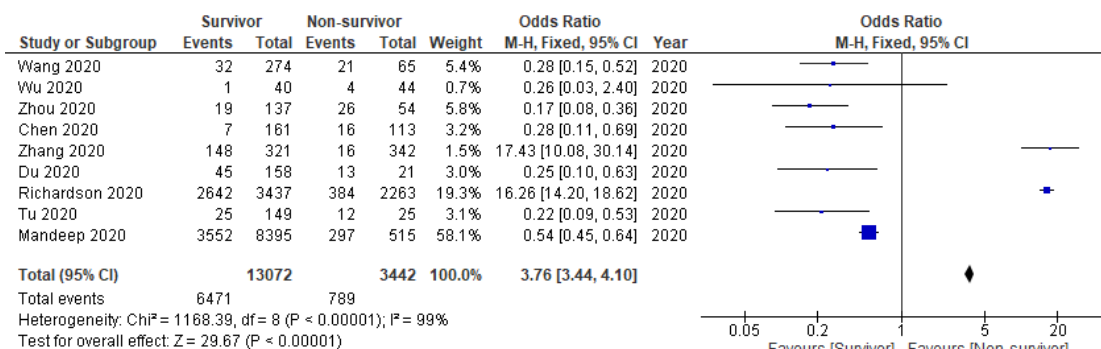 Survivor Non-survivor Odds Ratio Odds Ratio
Study or Subgroup Events Total Events Total Weight M-H, Fixed, 95% CI Year M-H, Fixed, 95% CI
Wang 2020 32 274 21 65 5.4% 0.28 [0.15, 0.52] 2020
Wu 2020 1 40 4 44 0.7% 0.26 [0.03, 2.40] 2020
Zhou 2020 19 137 26 54 5.8% 0.17 [0.08, 0.36] 2020
Chen 2020 7 161 16 113 3.2% 0.28 [0.11, 0.69] 2020
Zhang 2020 148 321 16 342 1.5% 17.43 [10.08, 30.14] 2020
Du 2020 45 158 13 21 3.0% 0.25 [0.10, 0.63] 2020
Richardson 2020 2642 3437 384 2263 19.3% 16.26 [14.20, 18.62] 2020
Tu 2020 25 149 12 25 3.1% 0.22 [0.09, 0.53] 2020
Mandeep 2020 3552 8395 297 515 58.1% 0.54 [0.45, 0.64] 2020
Total (95% CI) 13072 3442 100.0% 3.76 [3.44, 4.10]
Total events 6471 789
Heterogeneity: Chi² = 1168.39, df = 8 (P < 0.00001); I² = 99%
Test for overall effect: Z = 29.67 (P < 0.00001)
0.05 0.2 1 5 20
Favours [Survivor] Favours [Non-survivor]